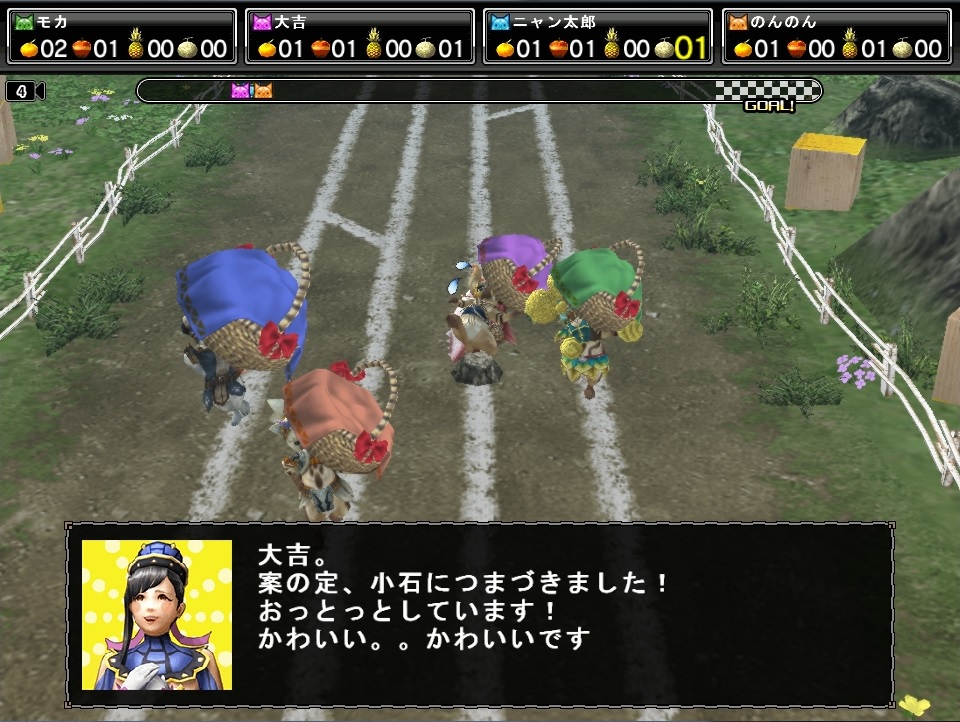 モカ
02 01 00 00
大吉
01 01 00 01
ニャン太郎
01 01 00 01
のんのん
01 00 01 00
4
GOAL!
大吉。
案の定、小石につまづきました！
おっとっとしています！
かわいい。。かわいいです